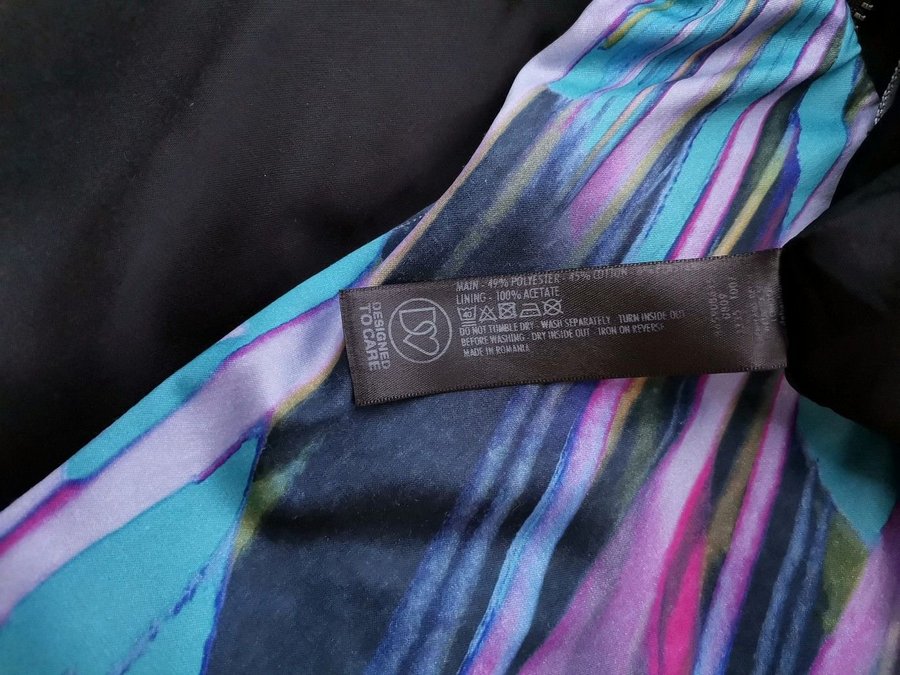 MAIN - 49% POLYESTER - 45% COTTON
LINING - 100% ACETATE
DO NOT TUMBLE DRY - WASH SEPARATELY - TURN INSIDE OUT
BEFORE WASHING - DRY INSIDE OUT - IRON ON REVERSE
MADE IN ROMANIA
DESIGNED
TO CARE